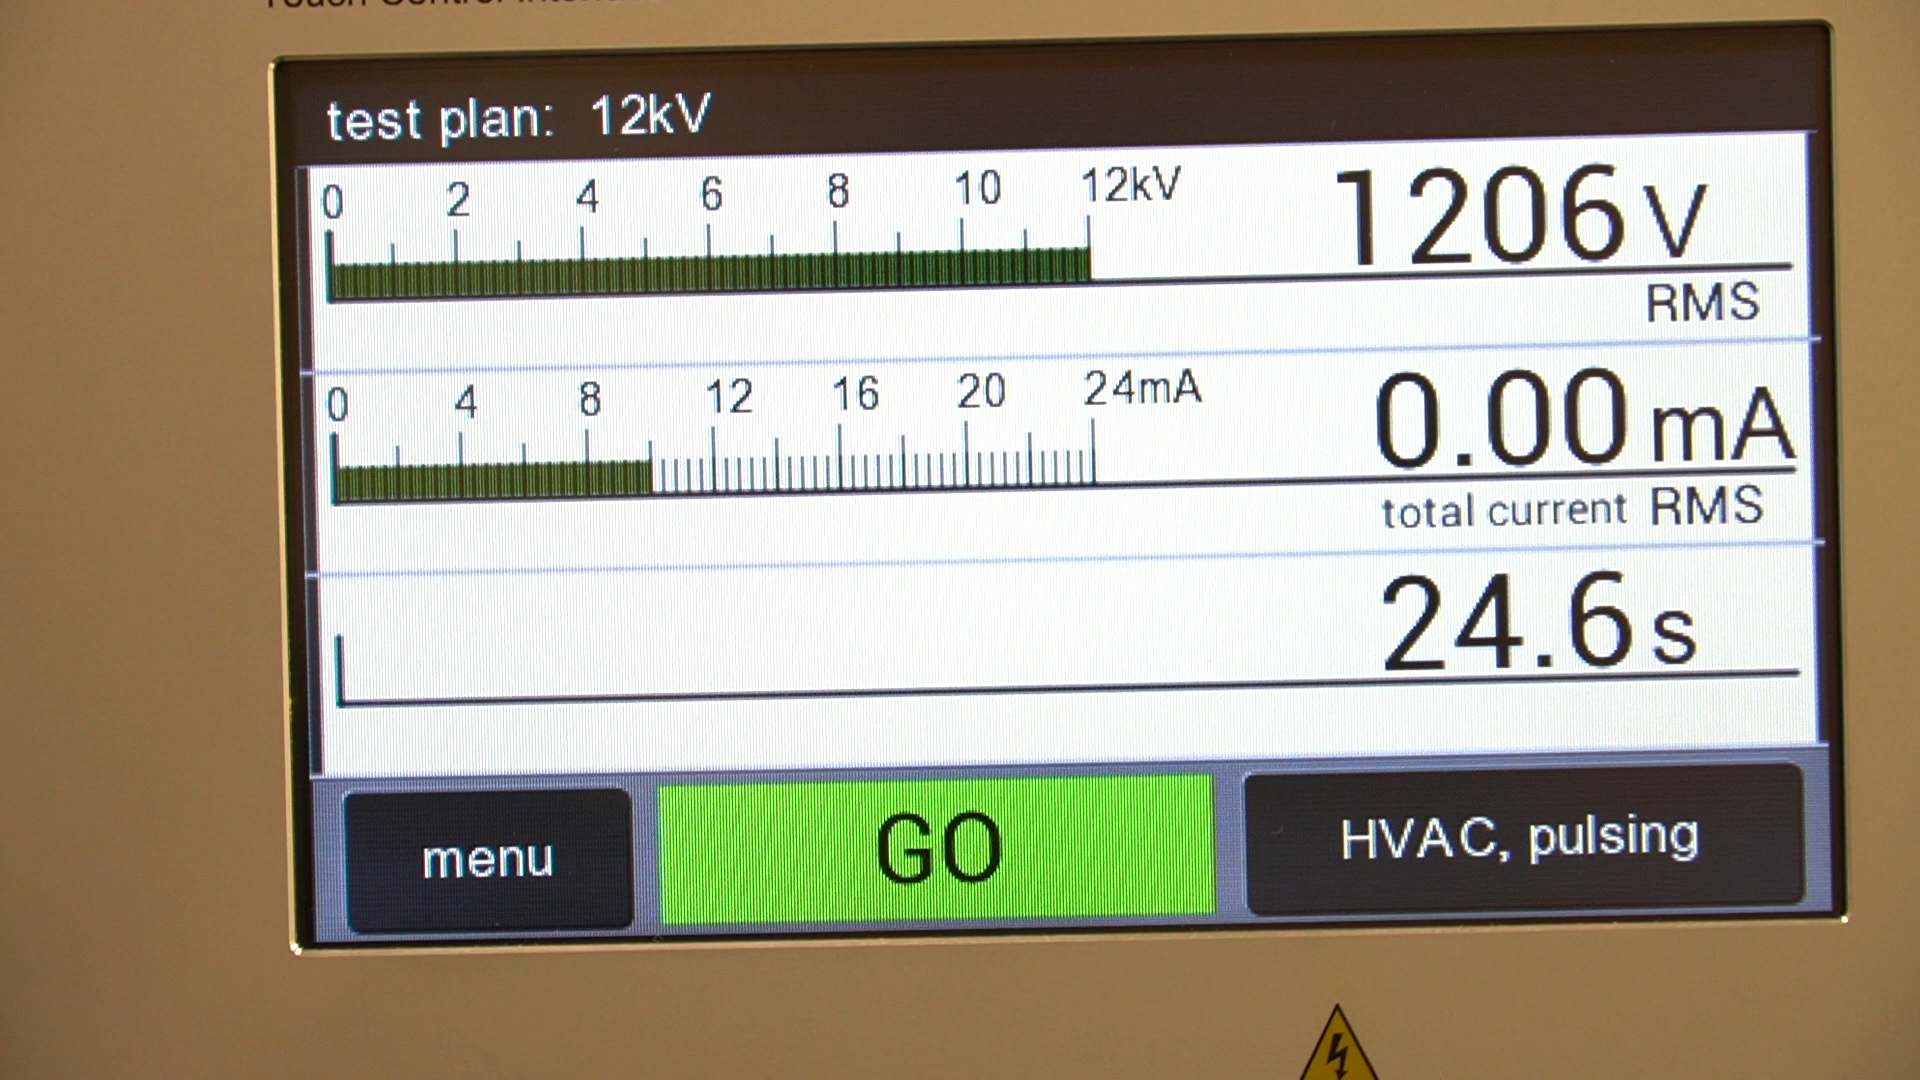 test plan: 12kV
0 2 4 6 8 10 12kV
1206 V
RMS
0 4 8 12 16 20 24mA
0.00 mA
total current RMS
24.6 s
menu
GO
HVAC, pulsing